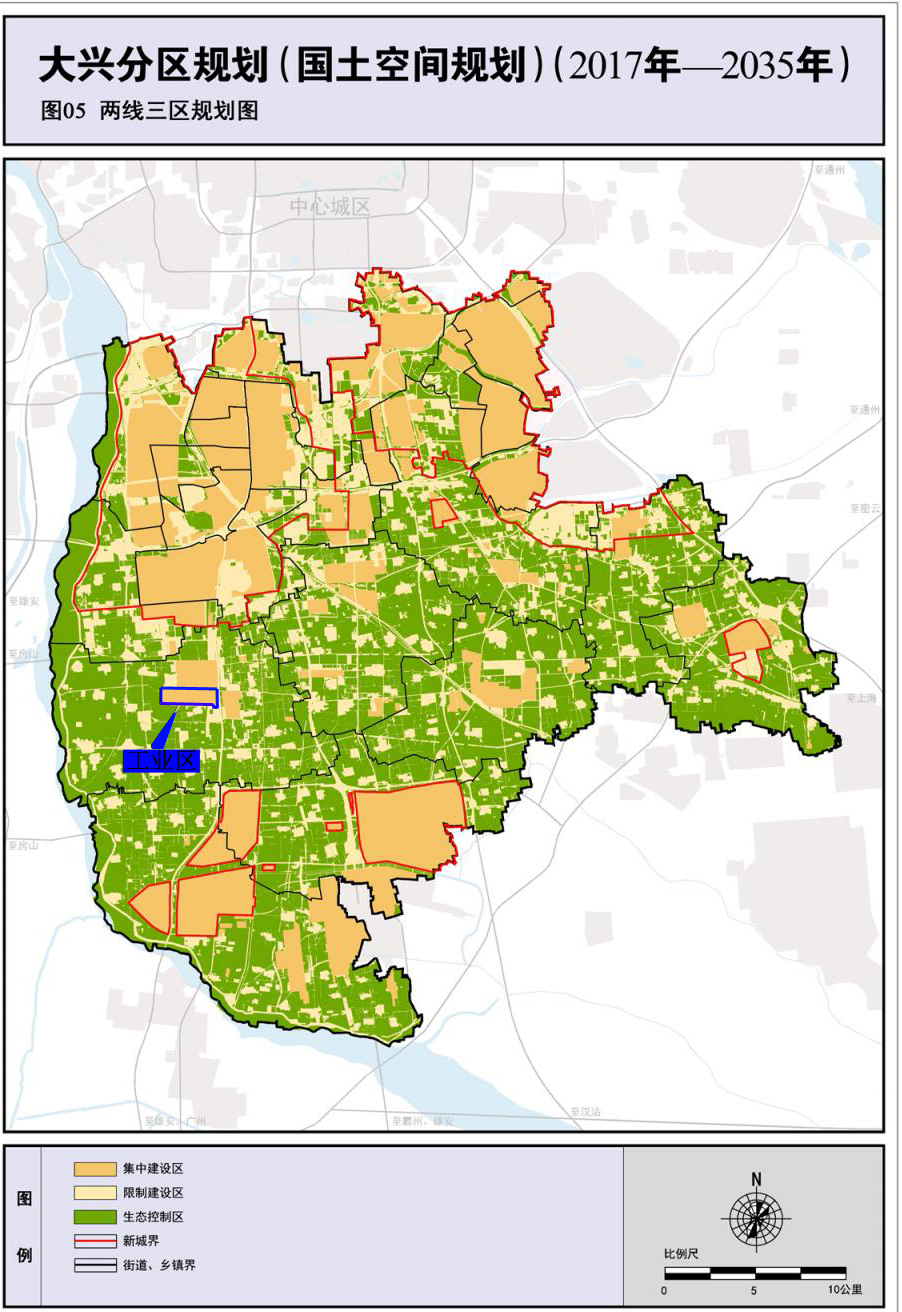 大兴分区规划（国土空间规划）（2017年—2035年）
图05 两线三区规划图
至通州
中心城区
至通州
至密云
至雄安
至房山
至上海
工业区
至房山
至雄安、广州
至霸州、雄安
至汉沽
图例
集中建设区
限制建设区
生态控制区
新城界
街道、乡镇界
N
比例尺
0 5 10公里